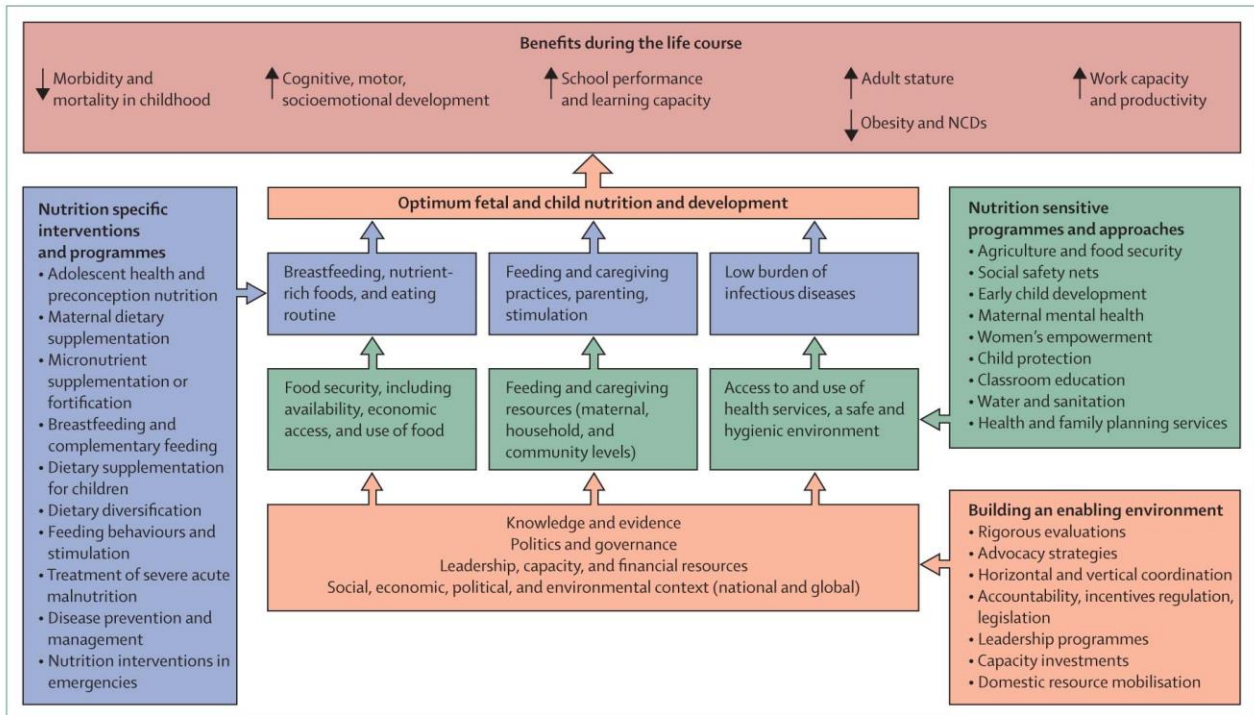 Benefits during the life course
Morbidity and
mortality in childhood
Cognitive, motor,
socioemotional development
School performance
and learning capacity
Adult stature
Obesity and NCDs
Work capacity
and productivity
Optimum fetal and child nutrition and development
Nutrition specific
interventions
and programmes
• Adolescent health and
preconception nutrition
• Maternal dietary
supplementation
• Micronutrient
supplementation or
fortification
• Breastfeeding and
complementary feeding
• Dietary supplementation
for children
• Dietary diversification
• Feeding behaviours and
stimulation
• Treatment of severe acute
malnutrition
• Disease prevention and
management
• Nutrition interventions in
emergencies
Breastfeeding, nutrient-
rich foods, and eating
routine
Feeding and caregiving
practices, parenting,
stimulation
Low burden of
infectious diseases
Food security, including
availability, economic
access, and use of food
Feeding and caregiving
resources (maternal,
household, and
community levels)
Access to and use of
health services, a safe and
hygienic environment
Knowledge and evidence
Politics and governance
Leadership, capacity, and financial resources
Social, economic, political, and environmental context (national and global)
Nutrition sensitive
programmes and approaches
• Agriculture and food security
• Social safety nets
• Early child development
• Maternal mental health
• Women's empowerment
• Child protection
• Classroom education
• Water and sanitation
• Health and family planning services
Building an enabling environment
• Rigorous evaluations
• Advocacy strategies
• Horizontal and vertical coordination
• Accountability, incentives regulation,
legislation
• Leadership programmes
• Capacity investments
• Domestic resource mobilisation